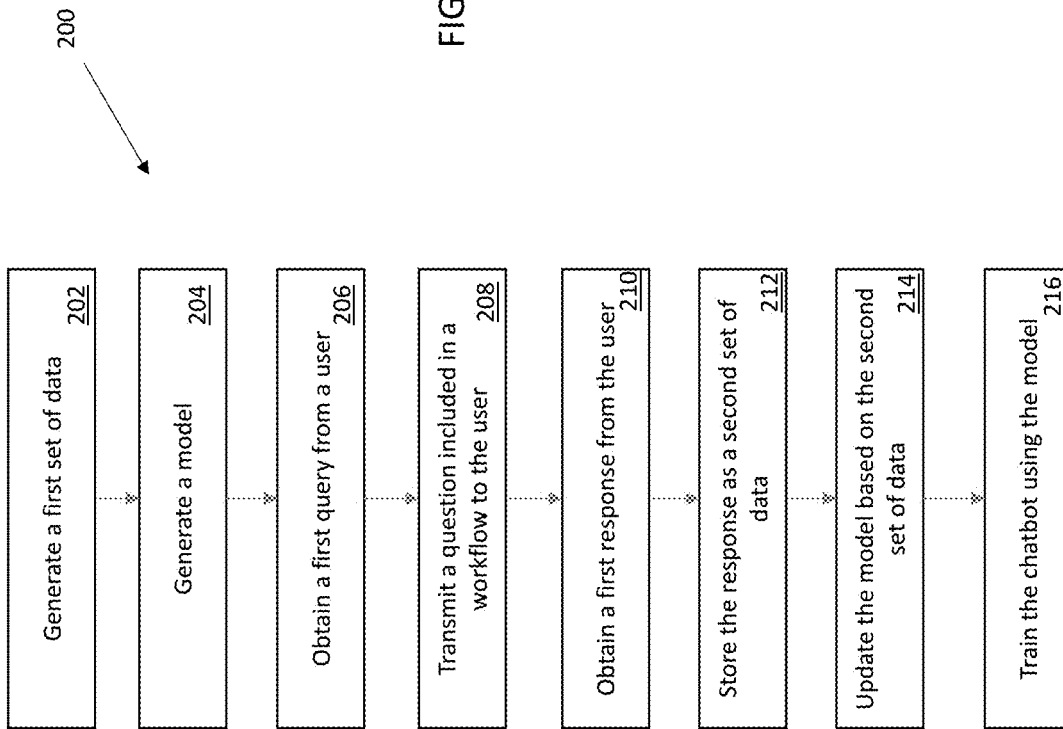 200
Generate a first set of data
202
Generate a model
204
Obtain a first query from a user
206
Transmit a question included in a
workflow to the user
208
Obtain a first response from the user
210
Store the response as a second set of
data
212
Update the model based on the second
set of data
214
Train the chatbot using the model
216
FIG